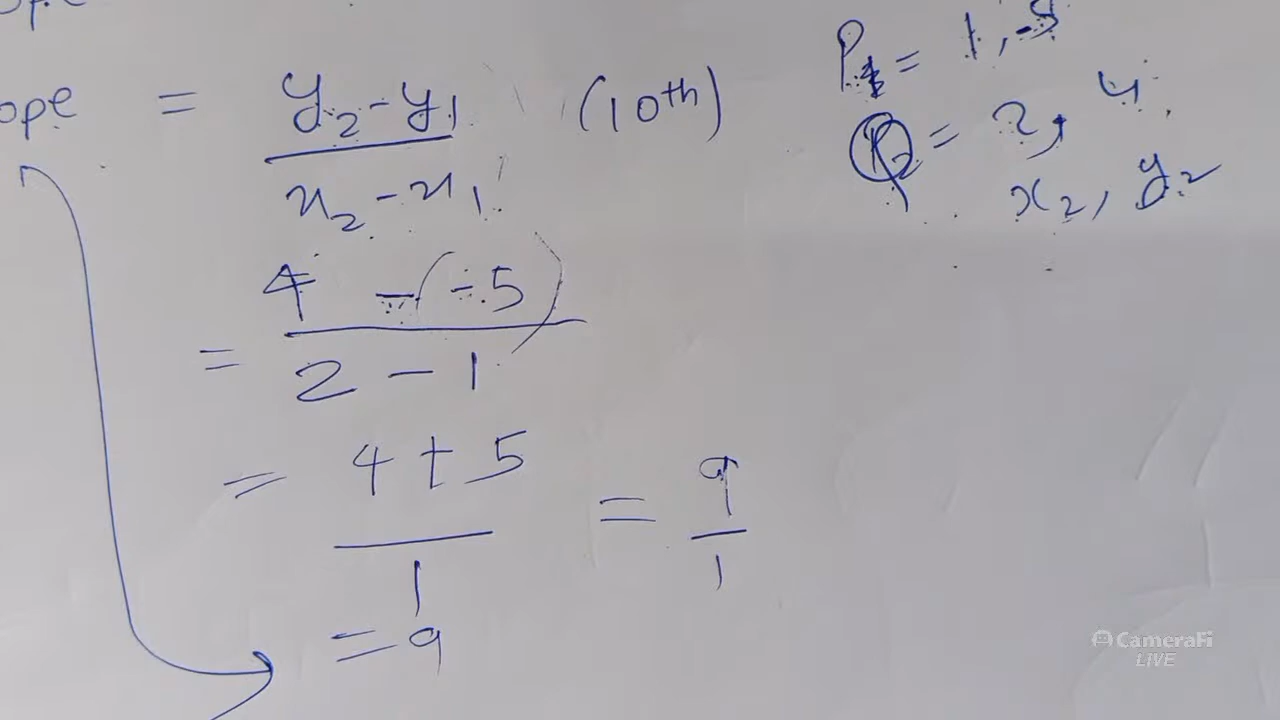 ope
ope = y₂-y₁ (10th)
x₂-x₁
P₁ = 1,-5
Q = 2, 4
x₂, y₂
4 -(-5)
= 2 - 1
= 4 + 5 = 9
1 1
= 9
CameraFi
LIVE